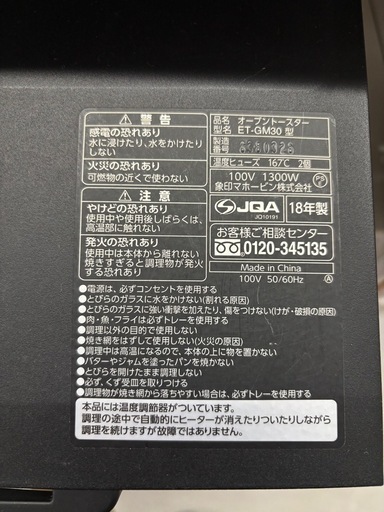 ⚠ 警告
感電の恐れあり
水に浸けたり、水をかけたり
しない
火災の恐れあり
可燃物の近くで使わない
⚠ 注意
やけどの恐れあり
使用中や使用後しばらくは、
高温部に触れない
発火の恐れあり
使用中は本体から離れない
焼きすぎると調理物が発
火する恐れあり
品名 オーブントースター
型名 ET-GM30 型
製造番号
温度ヒューズ 167℃ 2個
100V 1300W
象印マホービン株式会社
PS E
JQA
JQ10191
18年製
お客様ご相談センター
0120-345135
Made in China
100V 50/60Hz Ⓐ
●電源は、必ずコンセントを使用する
●とびらのガラスに水をかけない(割れる原因)
●とびらのガラスに強い衝撃を加えたり、傷をつけない(けが・破損の原因)
●肉・魚・フライは必ずトレーを使用する
●調理以外の目的で使用しない
●焼き網をはずして使用しない(火災の原因)
●調理中は高温になるので、本体の上に物を置かない
●バターやジャムを塗ったパンを焼かない
●とびらを開けたまま調理しない
●必ず、くず受皿を取りつける
●調理物が焼き網から落ちやすい場合は、必ずトレーを使用する
本品には温度調節器がついています。
調理の途中で自動的にヒーターが消えたりついたりしながら
調理を続けますが故障ではありません。